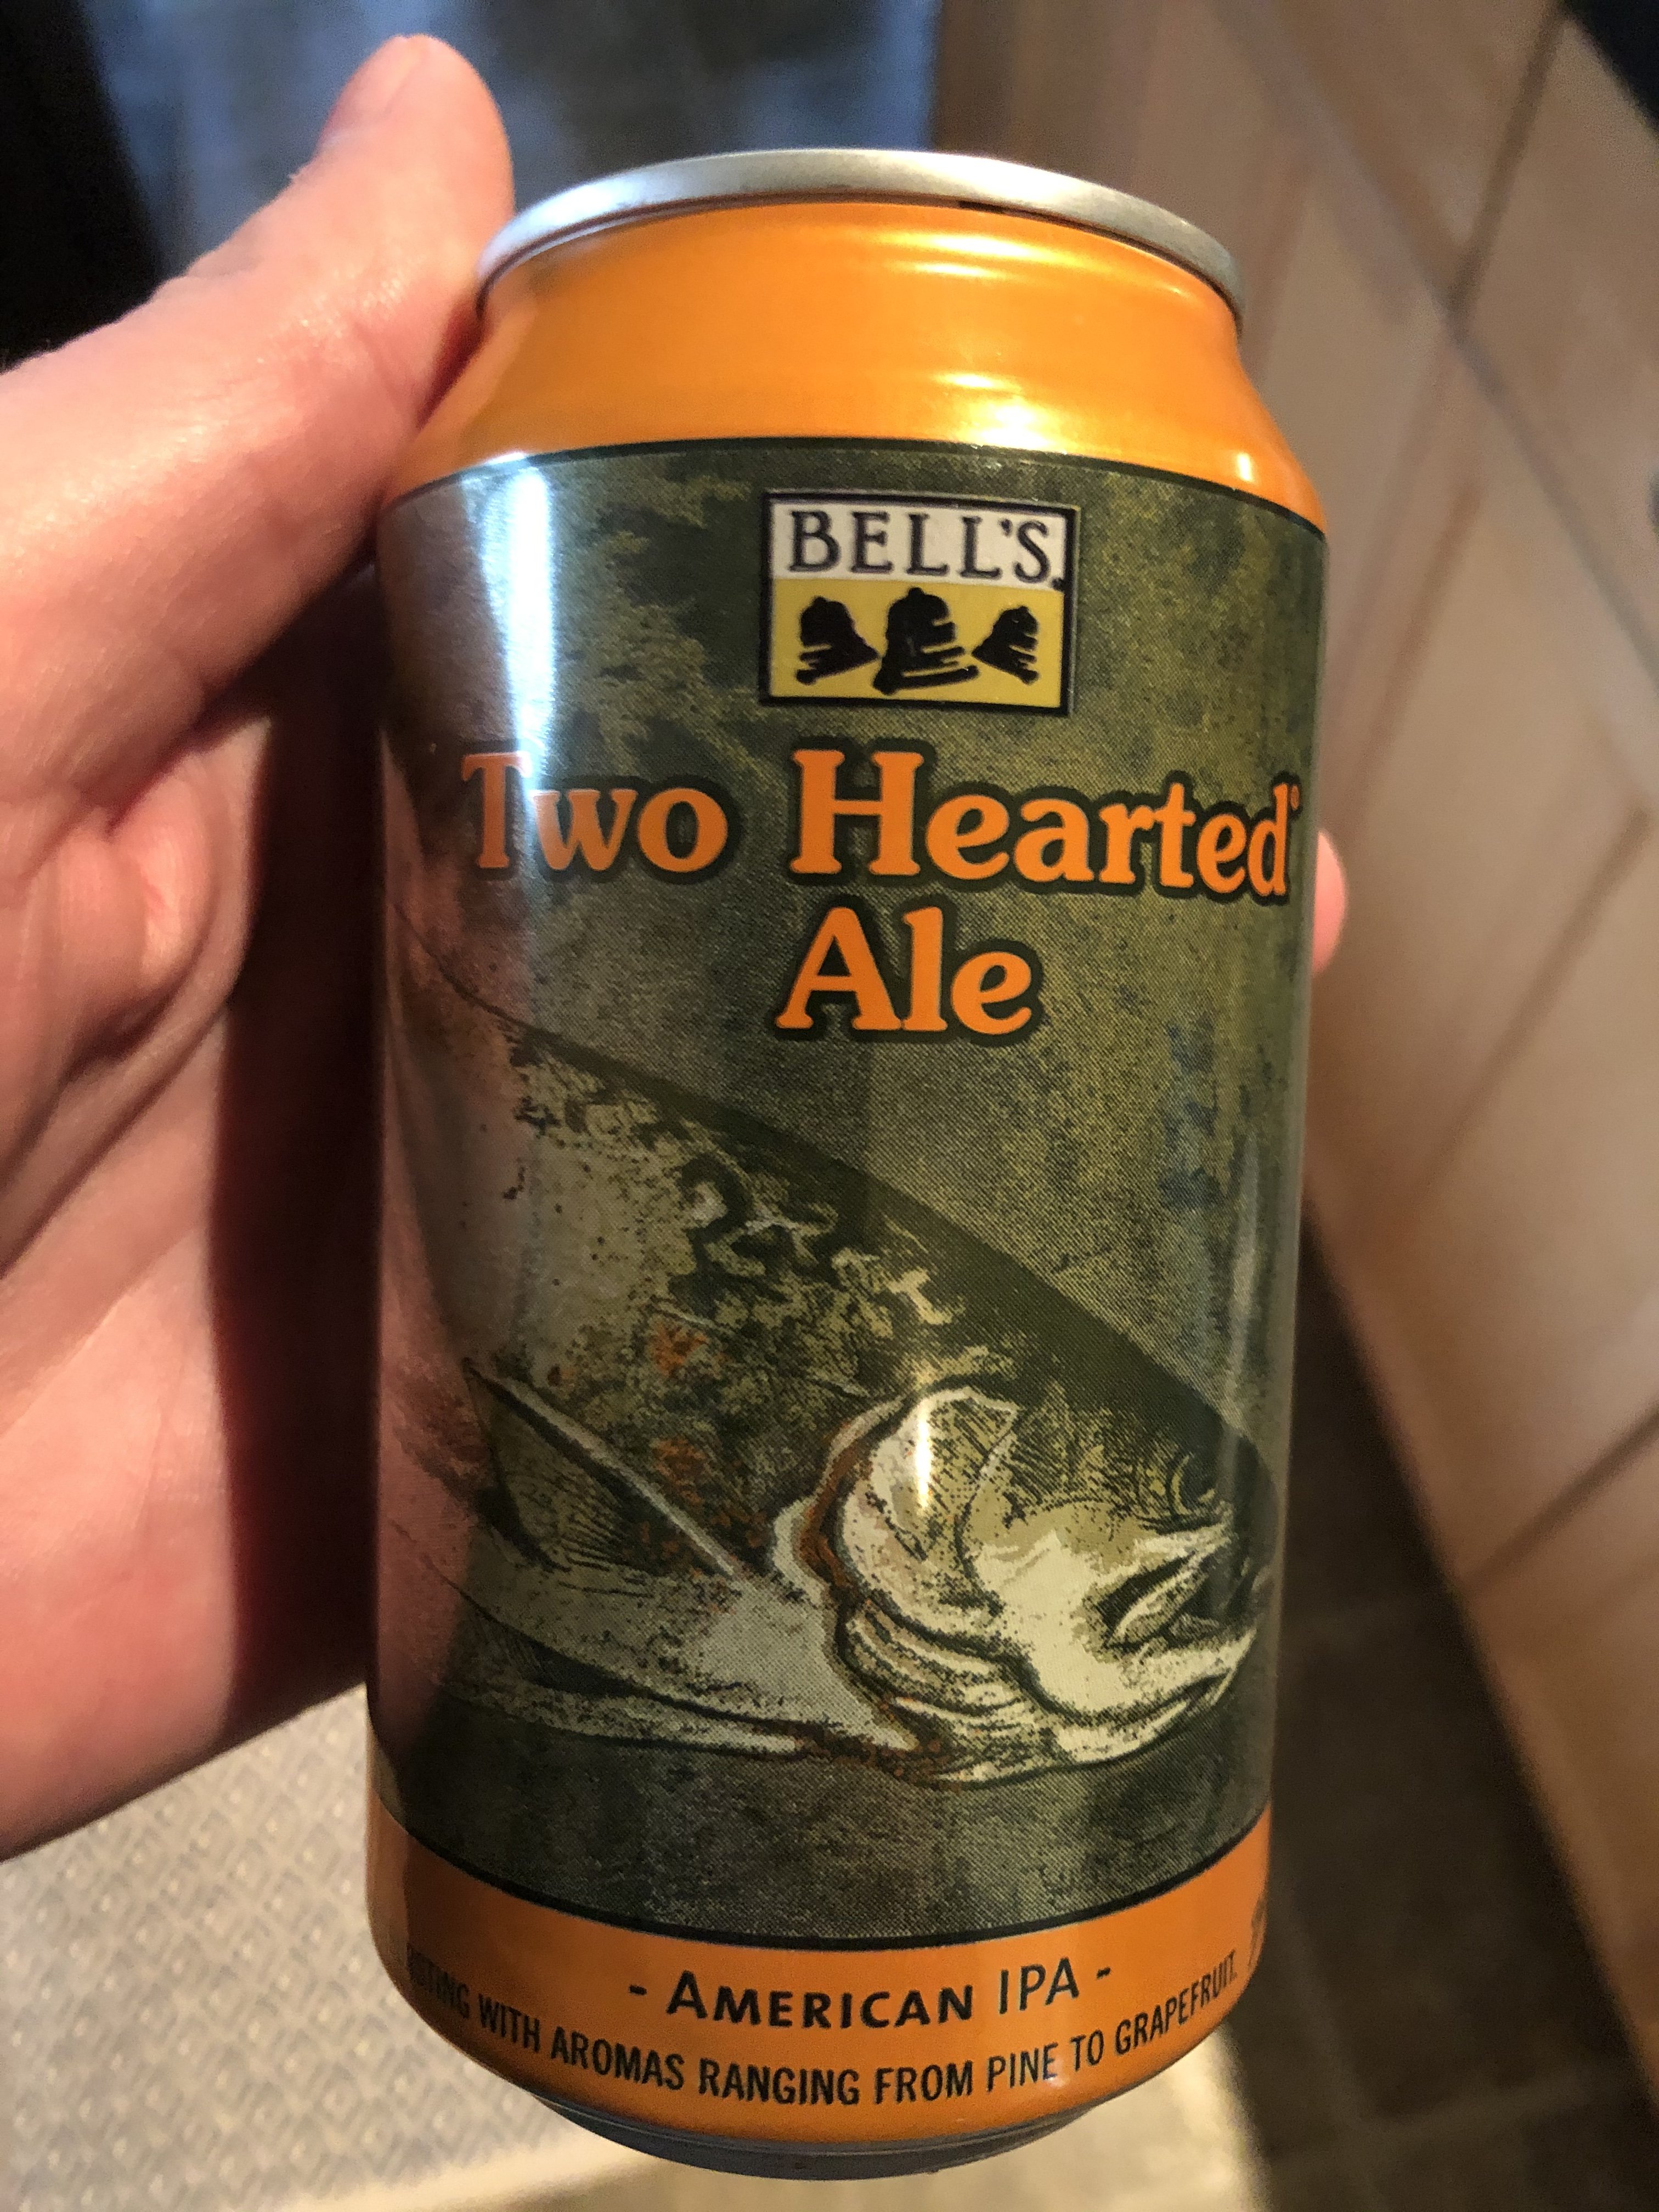 BELL'S
Two Hearted®
Ale
- AMERICAN IPA -
WITH AROMAS RANGING FROM PINE TO GRAPEFRUIT.